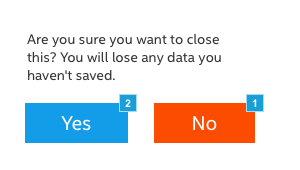 Are you sure you want to close
this? You will lose any data you
haven't saved.
2 1
Yes No